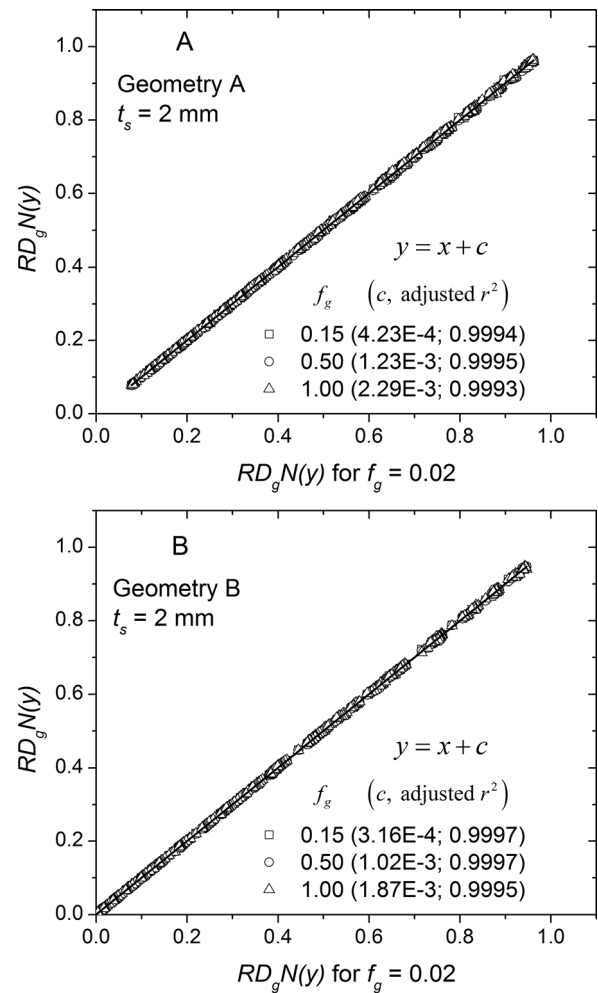 A
Geometry A
tₛ = 2 mm
1.0
0.8
0.6
0.4
0.2
0.0
RD_gN(y)
y = x + c
f_g (c, adjusted r²)
0.15 (4.23E-4; 0.9994)
0.50 (1.23E-3; 0.9995)
1.00 (2.29E-3; 0.9993)
0.0 0.2 0.4 0.6 0.8 1.0
RD_gN(y) for f_g = 0.02
B
Geometry B
tₛ = 2 mm
1.0
0.8
0.6
0.4
0.2
0.0
RD_gN(y)
y = x + c
f_g (c, adjusted r²)
0.15 (3.16E-4; 0.9997)
0.50 (1.02E-3; 0.9997)
1.00 (1.87E-3; 0.9995)
0.0 0.2 0.4 0.6 0.8 1.0
RD_gN(y) for f_g = 0.02